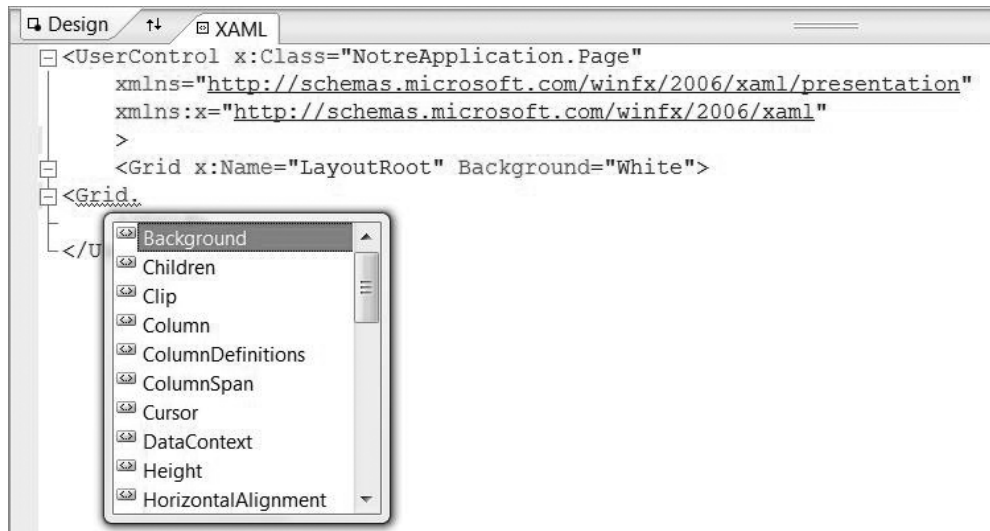 Design
XAML
<UserControl x:Class="NotreApplication.Page"
xmlns="http://schemas.microsoft.com/winfx/2006/xaml/presentation"
xmlns:x="http://schemas.microsoft.com/winfx/2006/xaml"
>
<Grid x:Name="LayoutRoot" Background="White">
<Grid.
</U
Background
Children
Clip
Column
ColumnDefinitions
ColumnSpan
Cursor
DataContext
Height
HorizontalAlignment